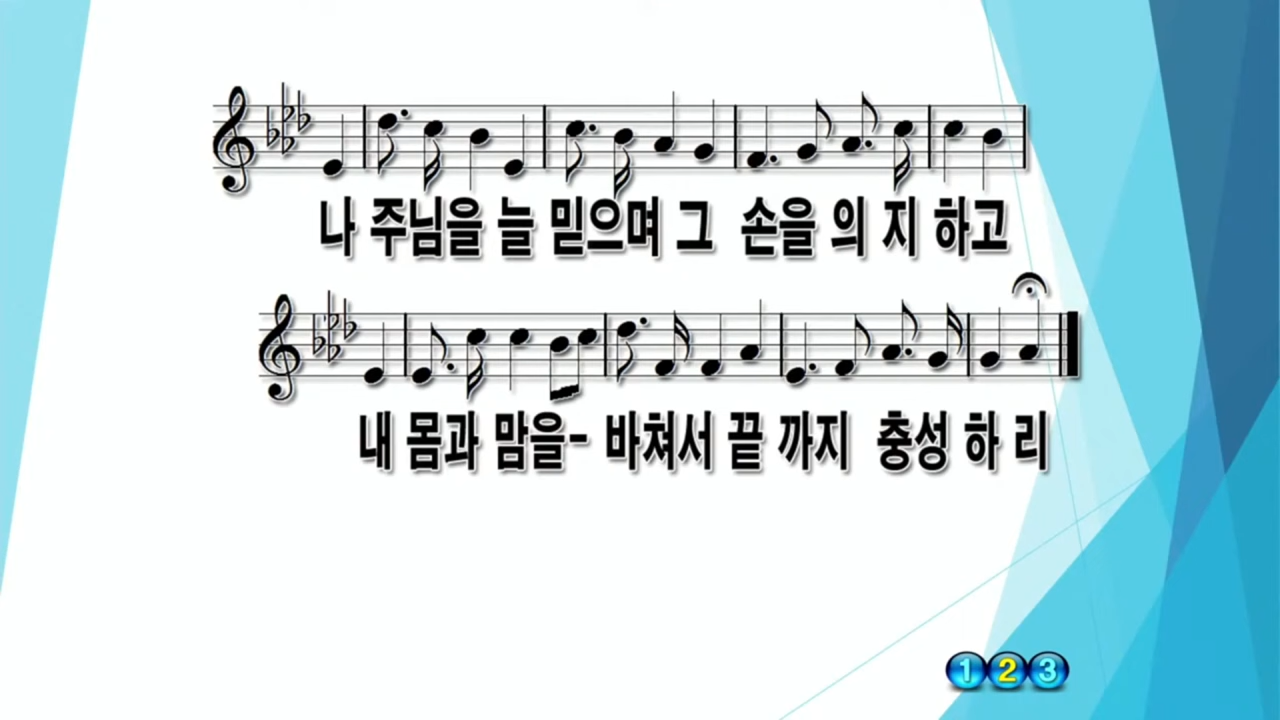 나 주님을 늘 믿으며 그 손을 의 지 하고
내 몸과 맘을- 바쳐서 끝 까지 충성 하 리
1 2 3